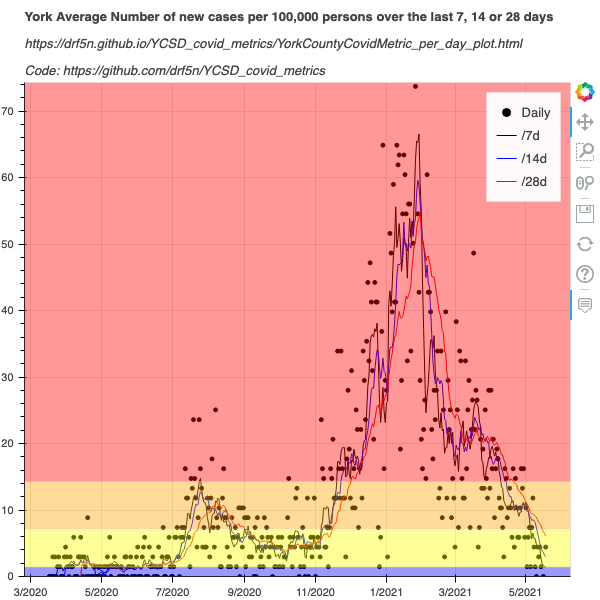 York Average Number of new cases per 100,000 persons over the last 7, 14 or 28 days
https://drf5n.github.io/YCSD_covid_metrics/YorkCountyCovidMetric_per_day_plot.html
Code: https://github.com/drf5n/YCSD_covid_metrics
Daily
/7d
/14d
/28d
70
60
50
40
30
20
10
0
3/2020
5/2020
7/2020
9/2020
11/2020
1/2021
3/2021
5/2021